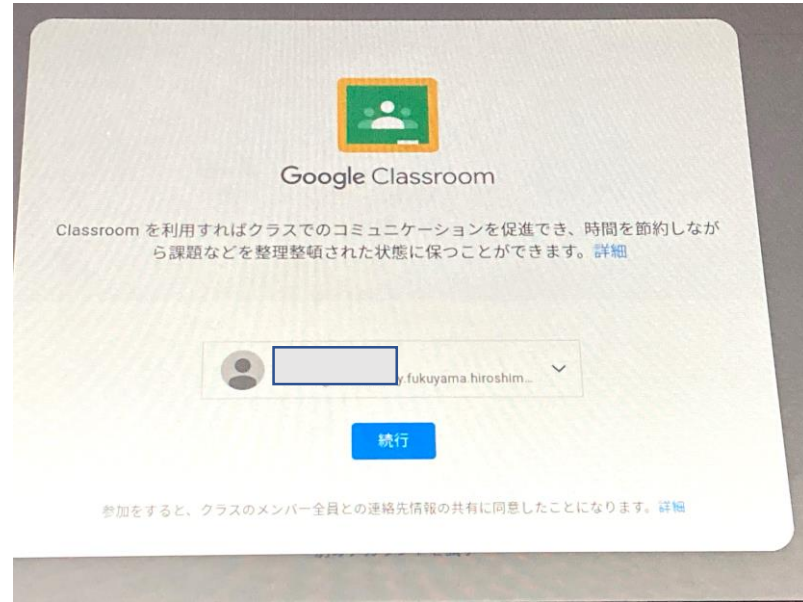 Google Classroom
Classroom を利用すればクラスでのコミュニケーションを促進でき、時間を節約しなが
ら課題などを整理整頓された状態に保つことができます。詳細
y.fukuyama.hiroshim...
続行
参加をすると、クラスのメンバー全員との連絡先情報の共有に同意したことになります。詳細